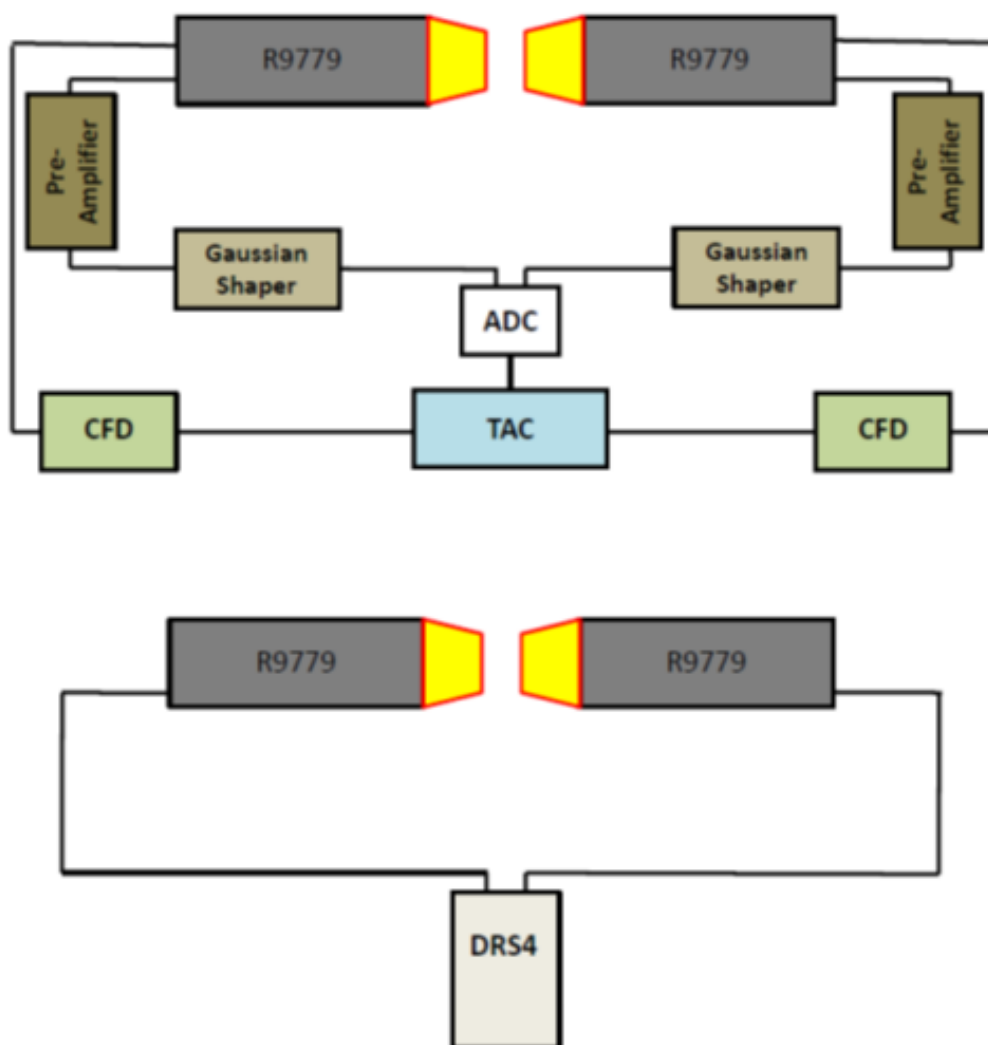 R9779
R9779
Pre-
Amplifier
Pre-
Amplifier
Gaussian
Shaper
Gaussian
Shaper
ADC
CFD
TAC
CFD
R9779
R9779
DRS4